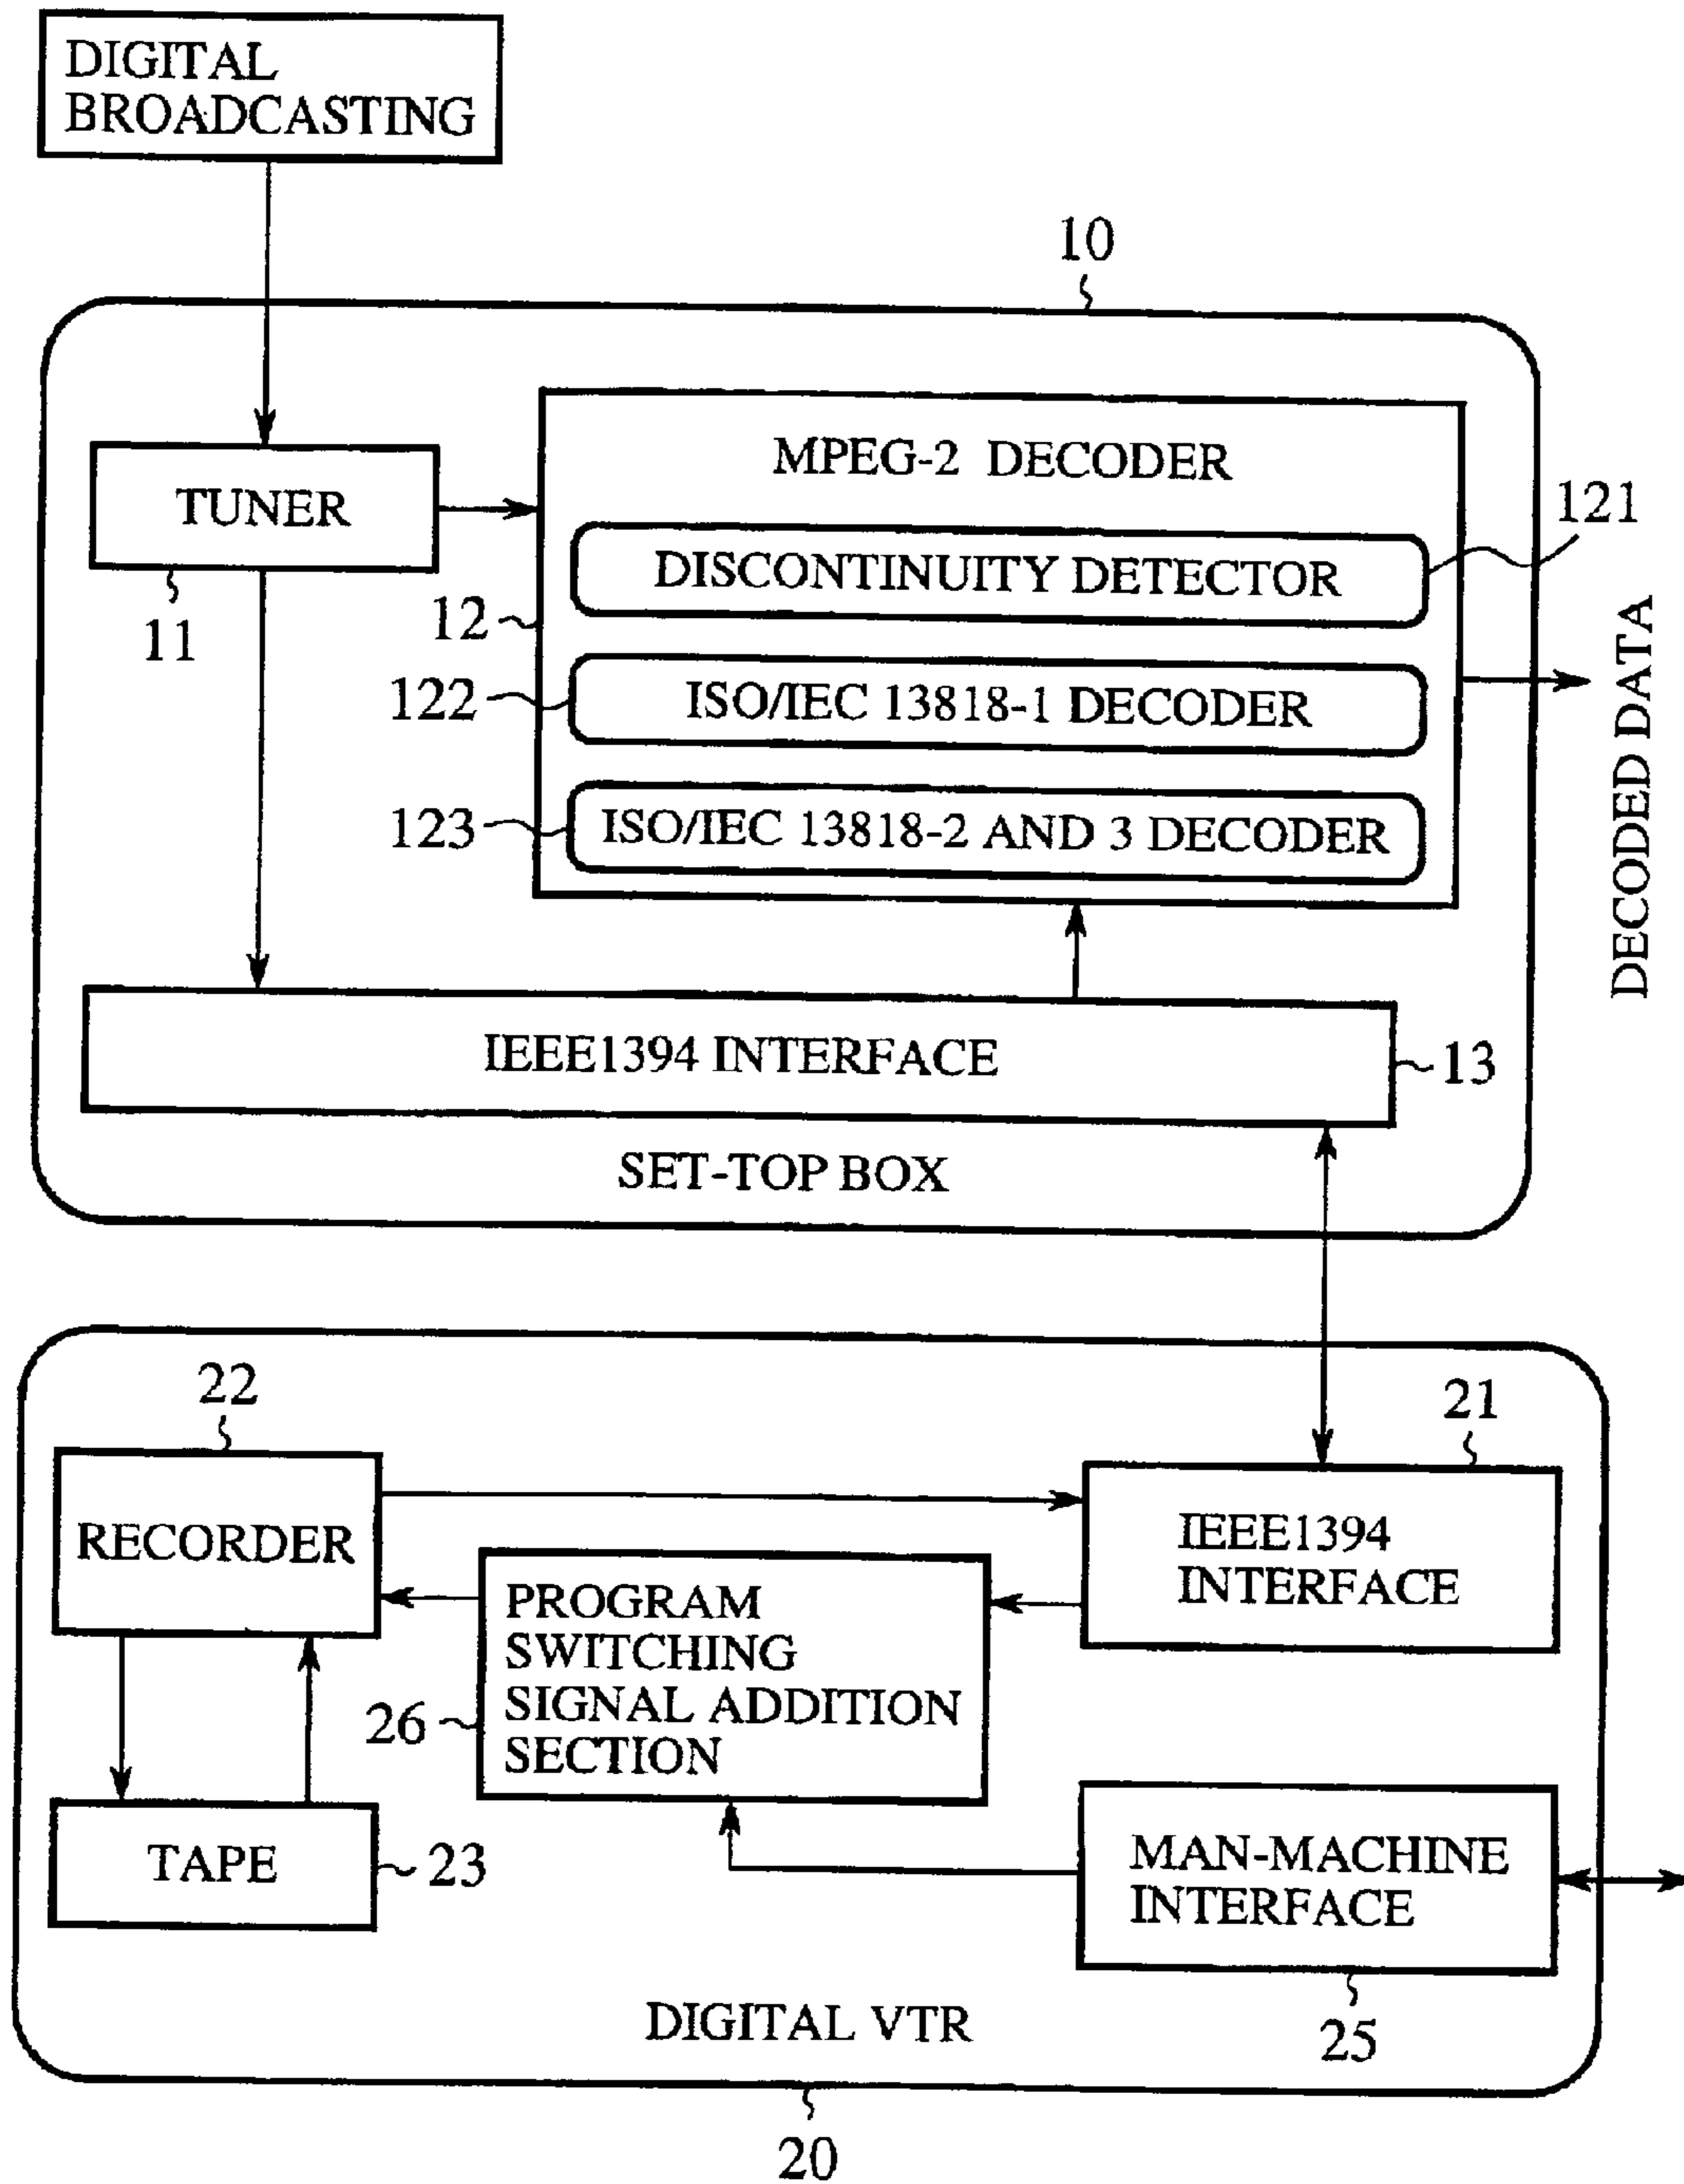 DIGITAL
BROADCASTING
10
MPEG-2 DECODER
TUNER
121
DISCONTINUITY DETECTOR
12
11
122
ISO/IEC 13818-1 DECODER
123
ISO/IEC 13818-2 AND 3 DECODER
DECODED DATA
IEEE1394 INTERFACE
13
SET-TOP BOX
22
21
RECORDER
IEEE1394
INTERFACE
PROGRAM
SWITCHING
SIGNAL ADDITION
SECTION
26
TAPE
23
MAN-MACHINE
INTERFACE
25
DIGITAL VTR
20